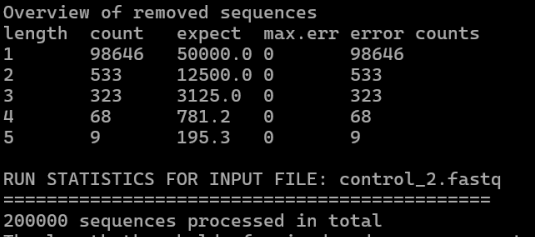 Overview of removed sequences
length count expect max.err error counts
1 98646 50000.0 0 98646
2 533 12500.0 0 533
3 323 3125.0 0 323
4 68 781.2 0 68
5 9 195.3 0 9
RUN STATISTICS FOR INPUT FILE: control_2.fastq
=============================================
200000 sequences processed in total